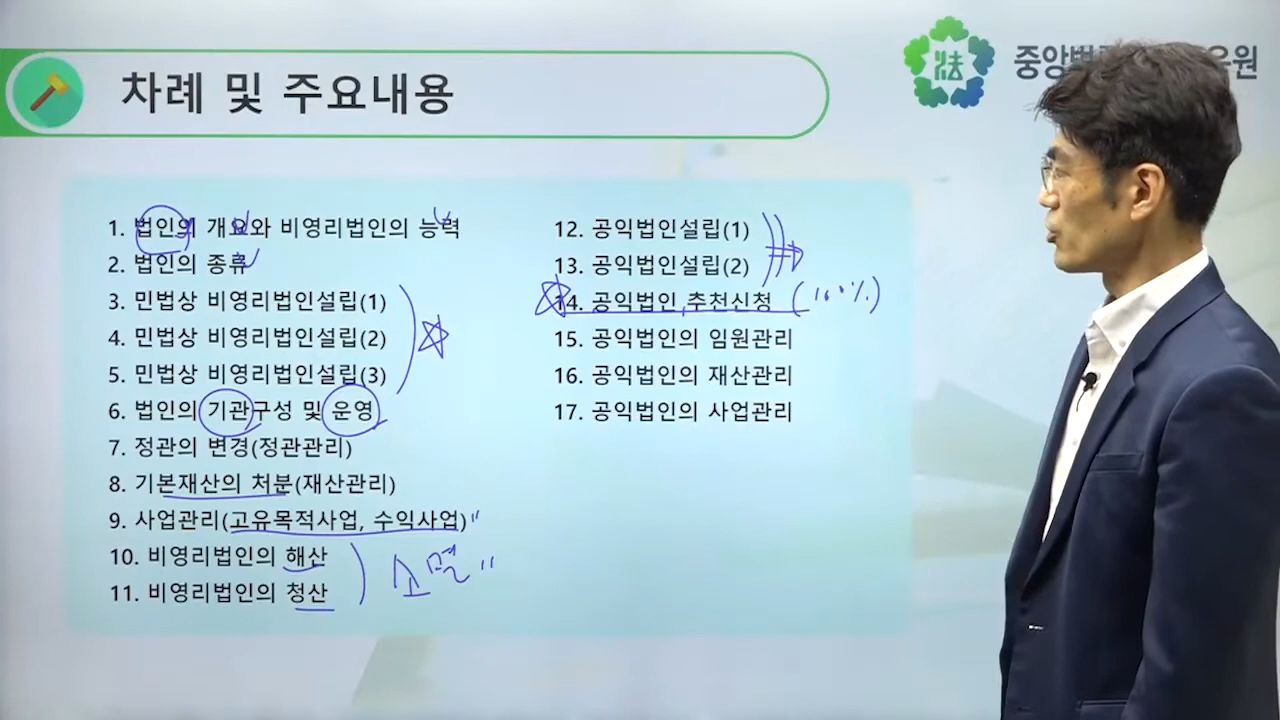 차례 및 주요내용
1. 법인의 개요와 비영리법인의 능력
2. 법인의 종류
3. 민법상 비영리법인설립(1)
4. 민법상 비영리법인설립(2)
5. 민법상 비영리법인설립(3)
6. 법인의 기관구성 및 운영
7. 정관의 변경(정관관리)
8. 기본재산의 처분(재산관리)
9. 사업관리(고유목적사업, 수익사업)
10. 비영리법인의 해산
11. 비영리법인의 청산
소멸
12. 공익법인설립(1)
13. 공익법인설립(2)
14. 공익법인,추천신청 (100%)
15. 공익법인의 임원관리
16. 공익법인의 재산관리
17. 공익법인의 사업관리
法